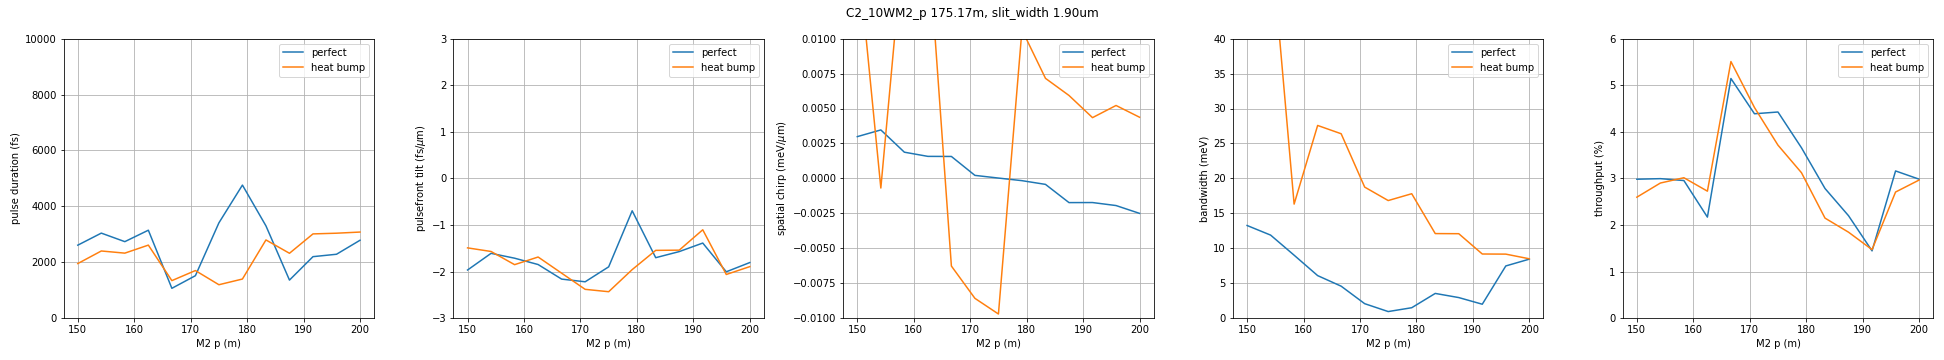 C2_10WM2_p 175.17m, slit_width 1.90um
pulse duration (fs)
10000
8000
6000
4000
2000
0
150 160 170 180 190 200
M2 p (m)
perfect
heat bump
pulsefront tilt (fs/μm)
3
2
1
0
−1
−2
−3
150 160 170 180 190 200
M2 p (m)
perfect
heat bump
spatial chirp (meV/μm)
0.0100
0.0075
0.0050
0.0025
0.0000
−0.0025
−0.0050
−0.0075
−0.0100
150 160 170 180 190 200
M2 p (m)
perfect
heat bump
bandwidth (meV)
40
35
30
25
20
15
10
5
0
150 160 170 180 190 200
M2 p (m)
perfect
heat bump
throughput (%)
6
5
4
3
2
1
0
150 160 170 180 190 200
M2 p (m)
perfect
heat bump